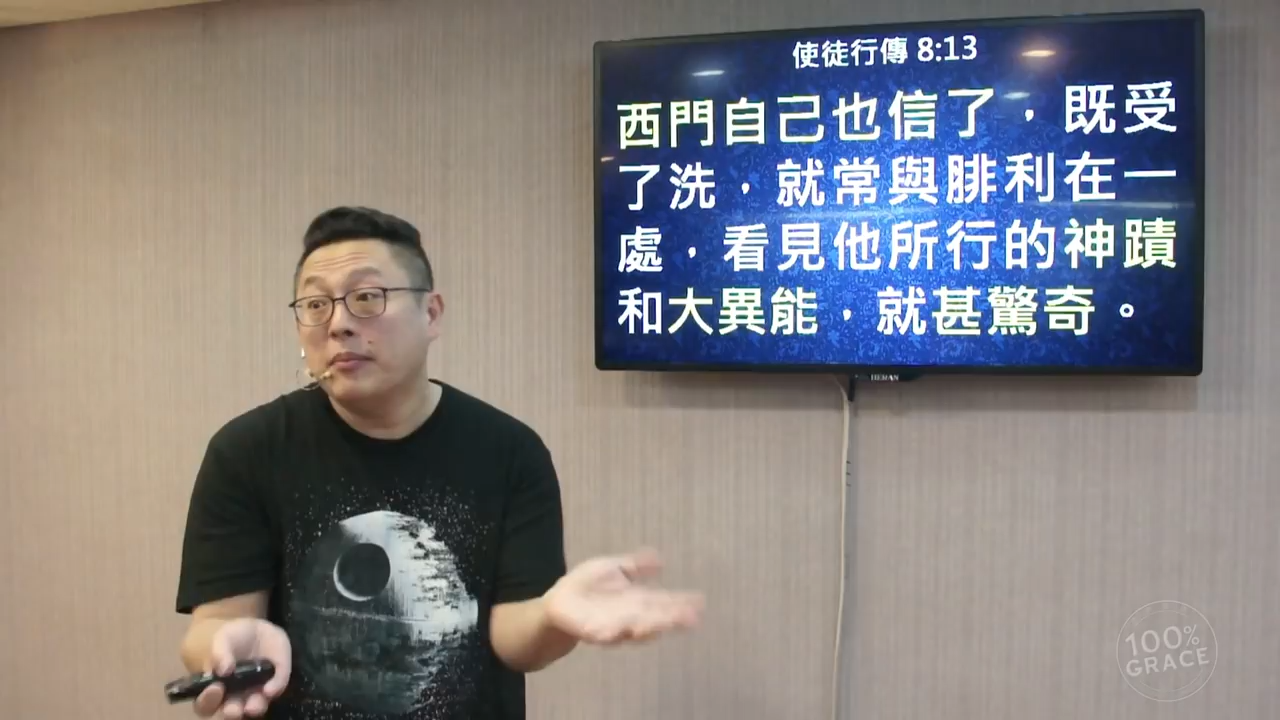 使徒行傳 8:13
西門自己也信了，既受
了洗，就常與腓利在一
處，看見他所行的神蹟
和大異能，就甚驚奇。
HERAN
100%
GRACE